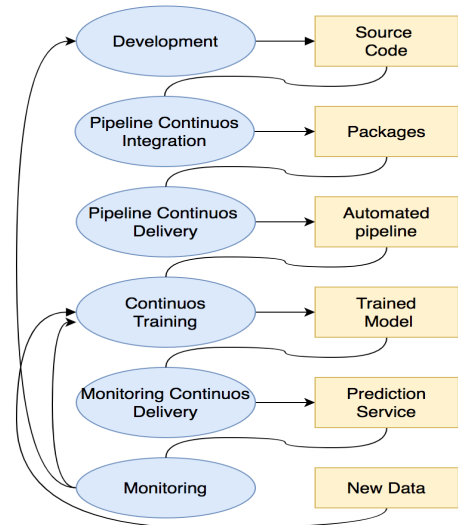 Development
Source
Code
Pipeline Continuos
Integration
Packages
Pipeline Continuos
Delivery
Automated
pipeline
Continuos
Training
Trained
Model
Monitoring Continuos
Delivery
Prediction
Service
Monitoring
New Data